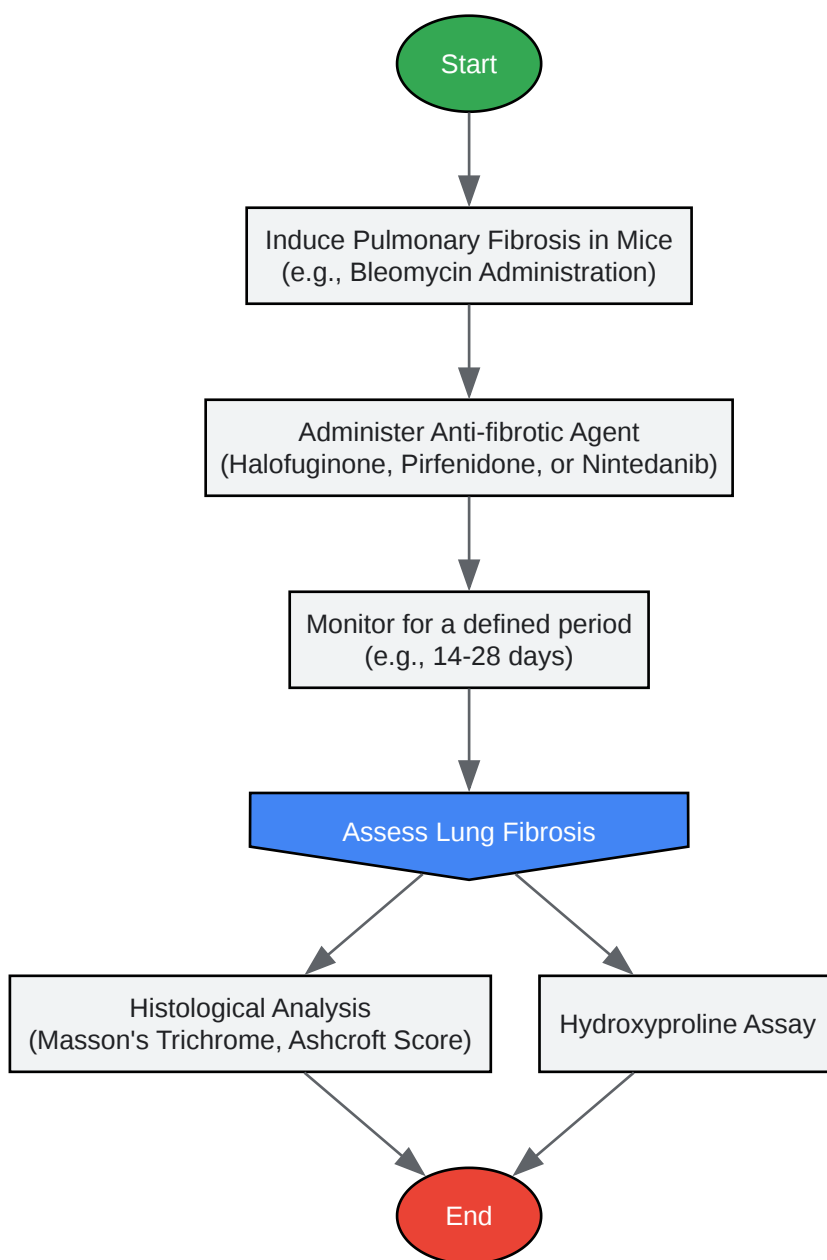 Start
Induce Pulmonary Fibrosis in Mice
(e.g., Bleomycin Administration)
Administer Anti-fibrotic Agent
(Halofuginone, Pirfenidone, or Nintedanib)
Monitor for a defined period
(e.g., 14-28 days)
Assess Lung Fibrosis
Histological Analysis
(Masson's Trichrome, Ashcroft Score)
Hydroxyproline Assay
End